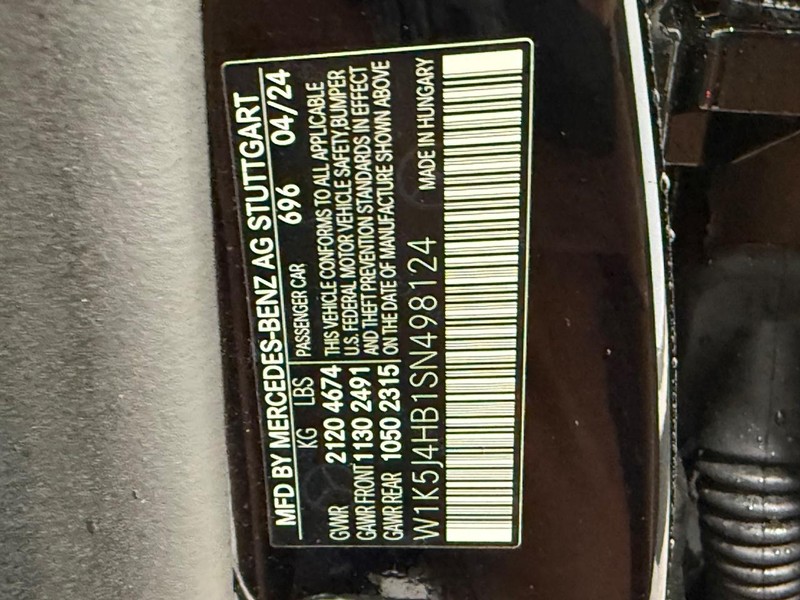 MFD BY MERCEDES-BENZ AG STUTTGART
KG LBS PASSENGER CAR 696 04/24
GVWR 2120 4674 THIS VEHICLE CONFORMS TO ALL APPLICABLE
GAWR FRONT 1130 2491 U.S. FEDERAL MOTOR VEHICLE SAFETY, BUMPER
GAWR REAR 1050 2315 AND THEFT PREVENTION STANDARDS IN EFFECT
ON THE DATE OF MANUFACTURE SHOWN ABOVE
W1K5J4HB1SN498124 MADE IN HUNGARY